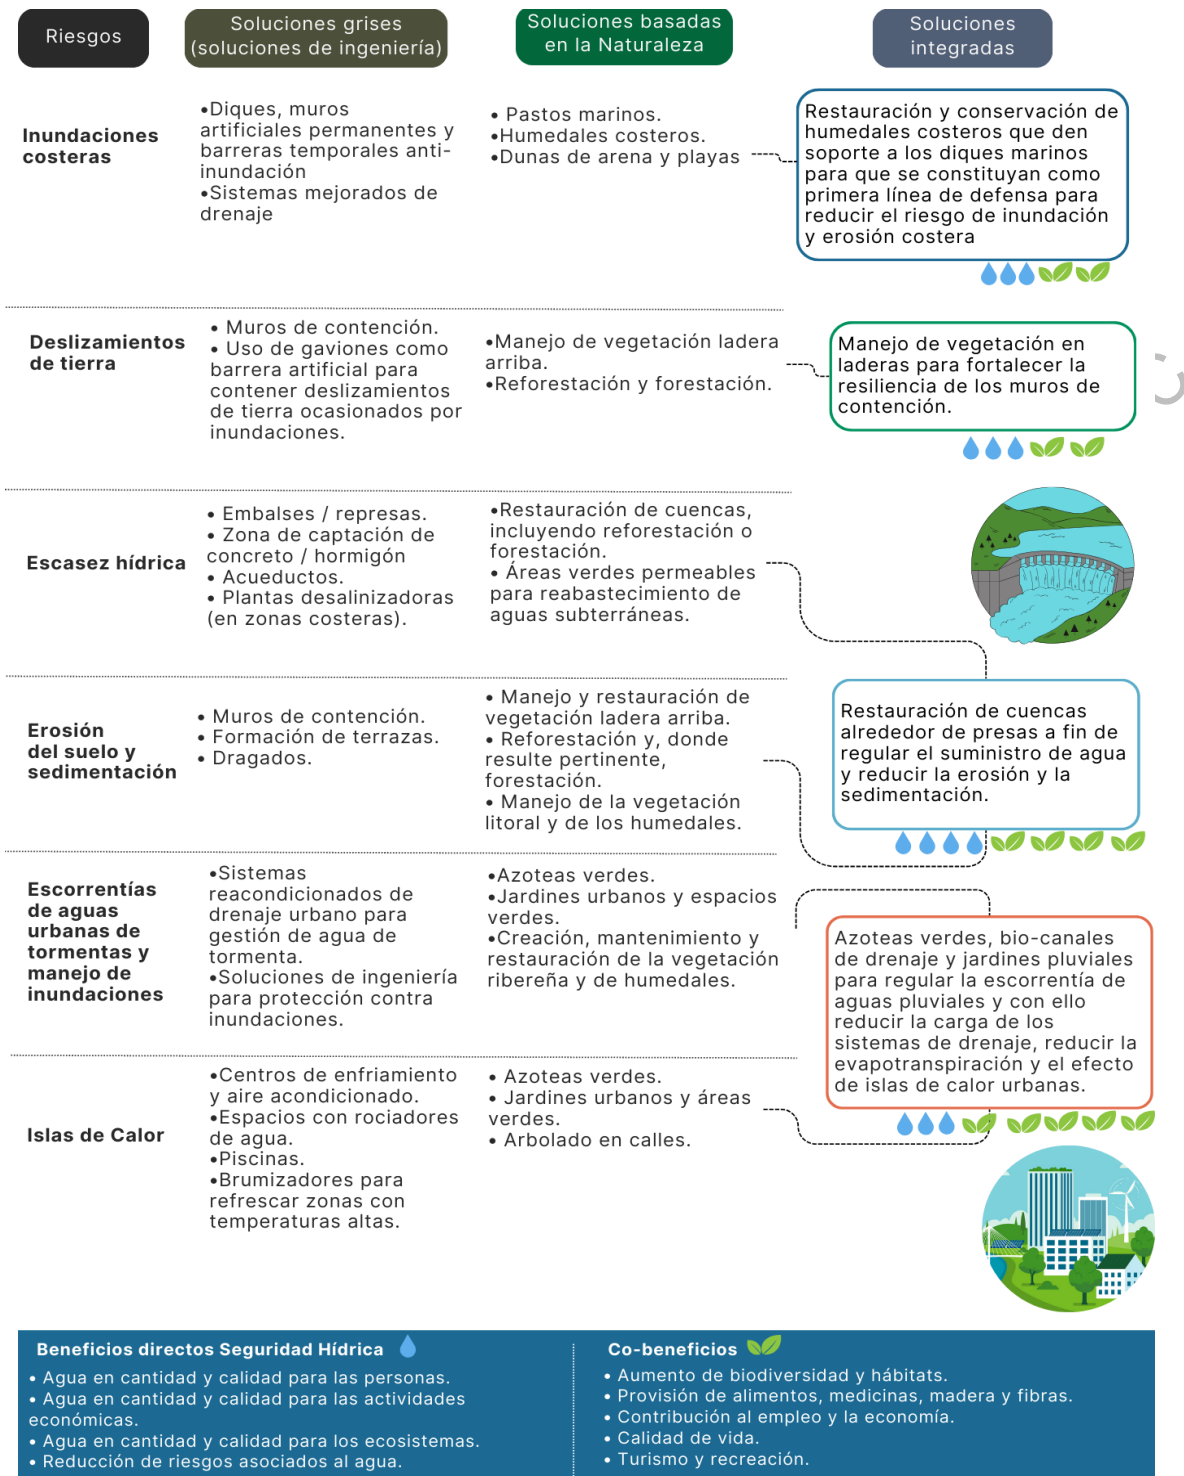 Riesgos
Soluciones grises
(soluciones de ingeniería)
Soluciones basadas
en la Naturaleza
Soluciones
integradas
Inundaciones
costeras
•Diques, muros
artificiales permanentes y
barreras temporales anti-
inundación
•Sistemas mejorados de
drenaje
• Pastos marinos.
•Humedales costeros.
•Dunas de arena y playas
Restauración y conservación de
humedales costeros que den
soporte a los diques marinos
para que se constituyan como
primera línea de defensa para
reducir el riesgo de inundación
y erosión costera
Deslizamientos
de tierra
• Muros de contención.
• Uso de gaviones como
barrera artificial para
contener deslizamientos
de tierra ocasionados por
inundaciones.
•Manejo de vegetación ladera
arriba.
•Reforestación y forestación.
Manejo de vegetación en
laderas para fortalecer la
resiliencia de los muros de
contención.
Escasez hídrica
• Embalses / represas.
• Zona de captación de
concreto / hormigón
• Acueductos.
• Plantas desalinizadoras
(en zonas costeras).
•Restauración de cuencas,
incluyendo reforestación o
forestación.
• Áreas verdes permeables
para reabastecimiento de
aguas subterráneas.
Erosión
del suelo y
sedimentación
• Muros de contención.
• Formación de terrazas.
• Dragados.
• Manejo y restauración de
vegetación ladera arriba.
• Reforestación y, donde
resulte pertinente,
forestación.
• Manejo de la vegetación
litoral y de los humedales.
Restauración de cuencas
alrededor de presas a fin de
regular el suministro de agua
y reducir la erosión y la
sedimentación.
Escorrentías
de aguas
urbanas de
tormentas y
manejo de
inundaciones
•Sistemas
reacondicionados de
drenaje urbano para
gestión de agua de
tormenta.
•Soluciones de ingeniería
para protección contra
inundaciones.
•Azoteas verdes.
•Jardines urbanos y espacios
verdes.
•Creación, mantenimiento y
restauración de la vegetación
ribereña y de humedales.
Azoteas verdes, bio-canales
de drenaje y jardines pluviales
para regular la escorrentía de
aguas pluviales y con ello
reducir la carga de los
sistemas de drenaje, reducir la
evapotranspiración y el efecto
de islas de calor urbanas.
Islas de Calor
•Centros de enfriamiento
y aire acondicionado.
•Espacios con rociadores
de agua.
•Piscinas.
•Brumizadores para
refrescar zonas con
temperaturas altas.
• Azoteas verdes.
• Jardines urbanos y áreas
verdes.
• Arbolado en calles.
Beneficios directos Seguridad Hídrica
• Agua en cantidad y calidad para las personas.
• Agua en cantidad y calidad para las actividades
económicas.
• Agua en cantidad y calidad para los ecosistemas.
• Reducción de riesgos asociados al agua.
Co-beneficios
• Aumento de biodiversidad y hábitats.
• Provisión de alimentos, medicinas, madera y fibras.
• Contribución al empleo y la economía.
• Calidad de vida.
• Turismo y recreación.